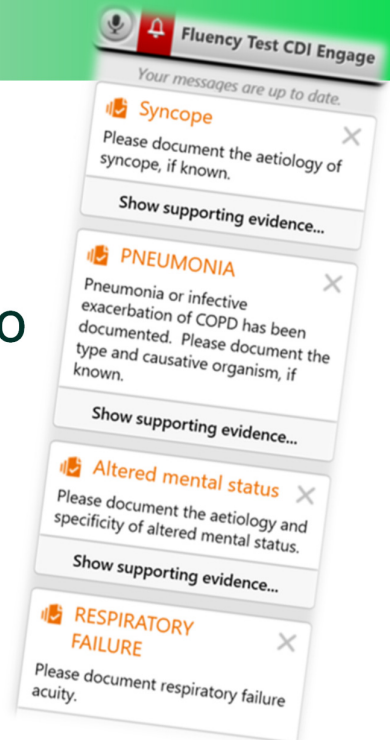 Fluency Test CDI Engage
Your messages are up to date.
Syncope
Please document the aetiology of
syncope, if known.
Show supporting evidence...
PNEUMONIA
Pneumonia or infective
exacerbation of COPD has been
documented. Please document the
type and causative organism, if
known.
Show supporting evidence...
o
Altered mental status
Please document the aetiology and
specificity of altered mental status.
Show supporting evidence...
RESPIRATORY
FAILURE
Please document respiratory failure
acuity.